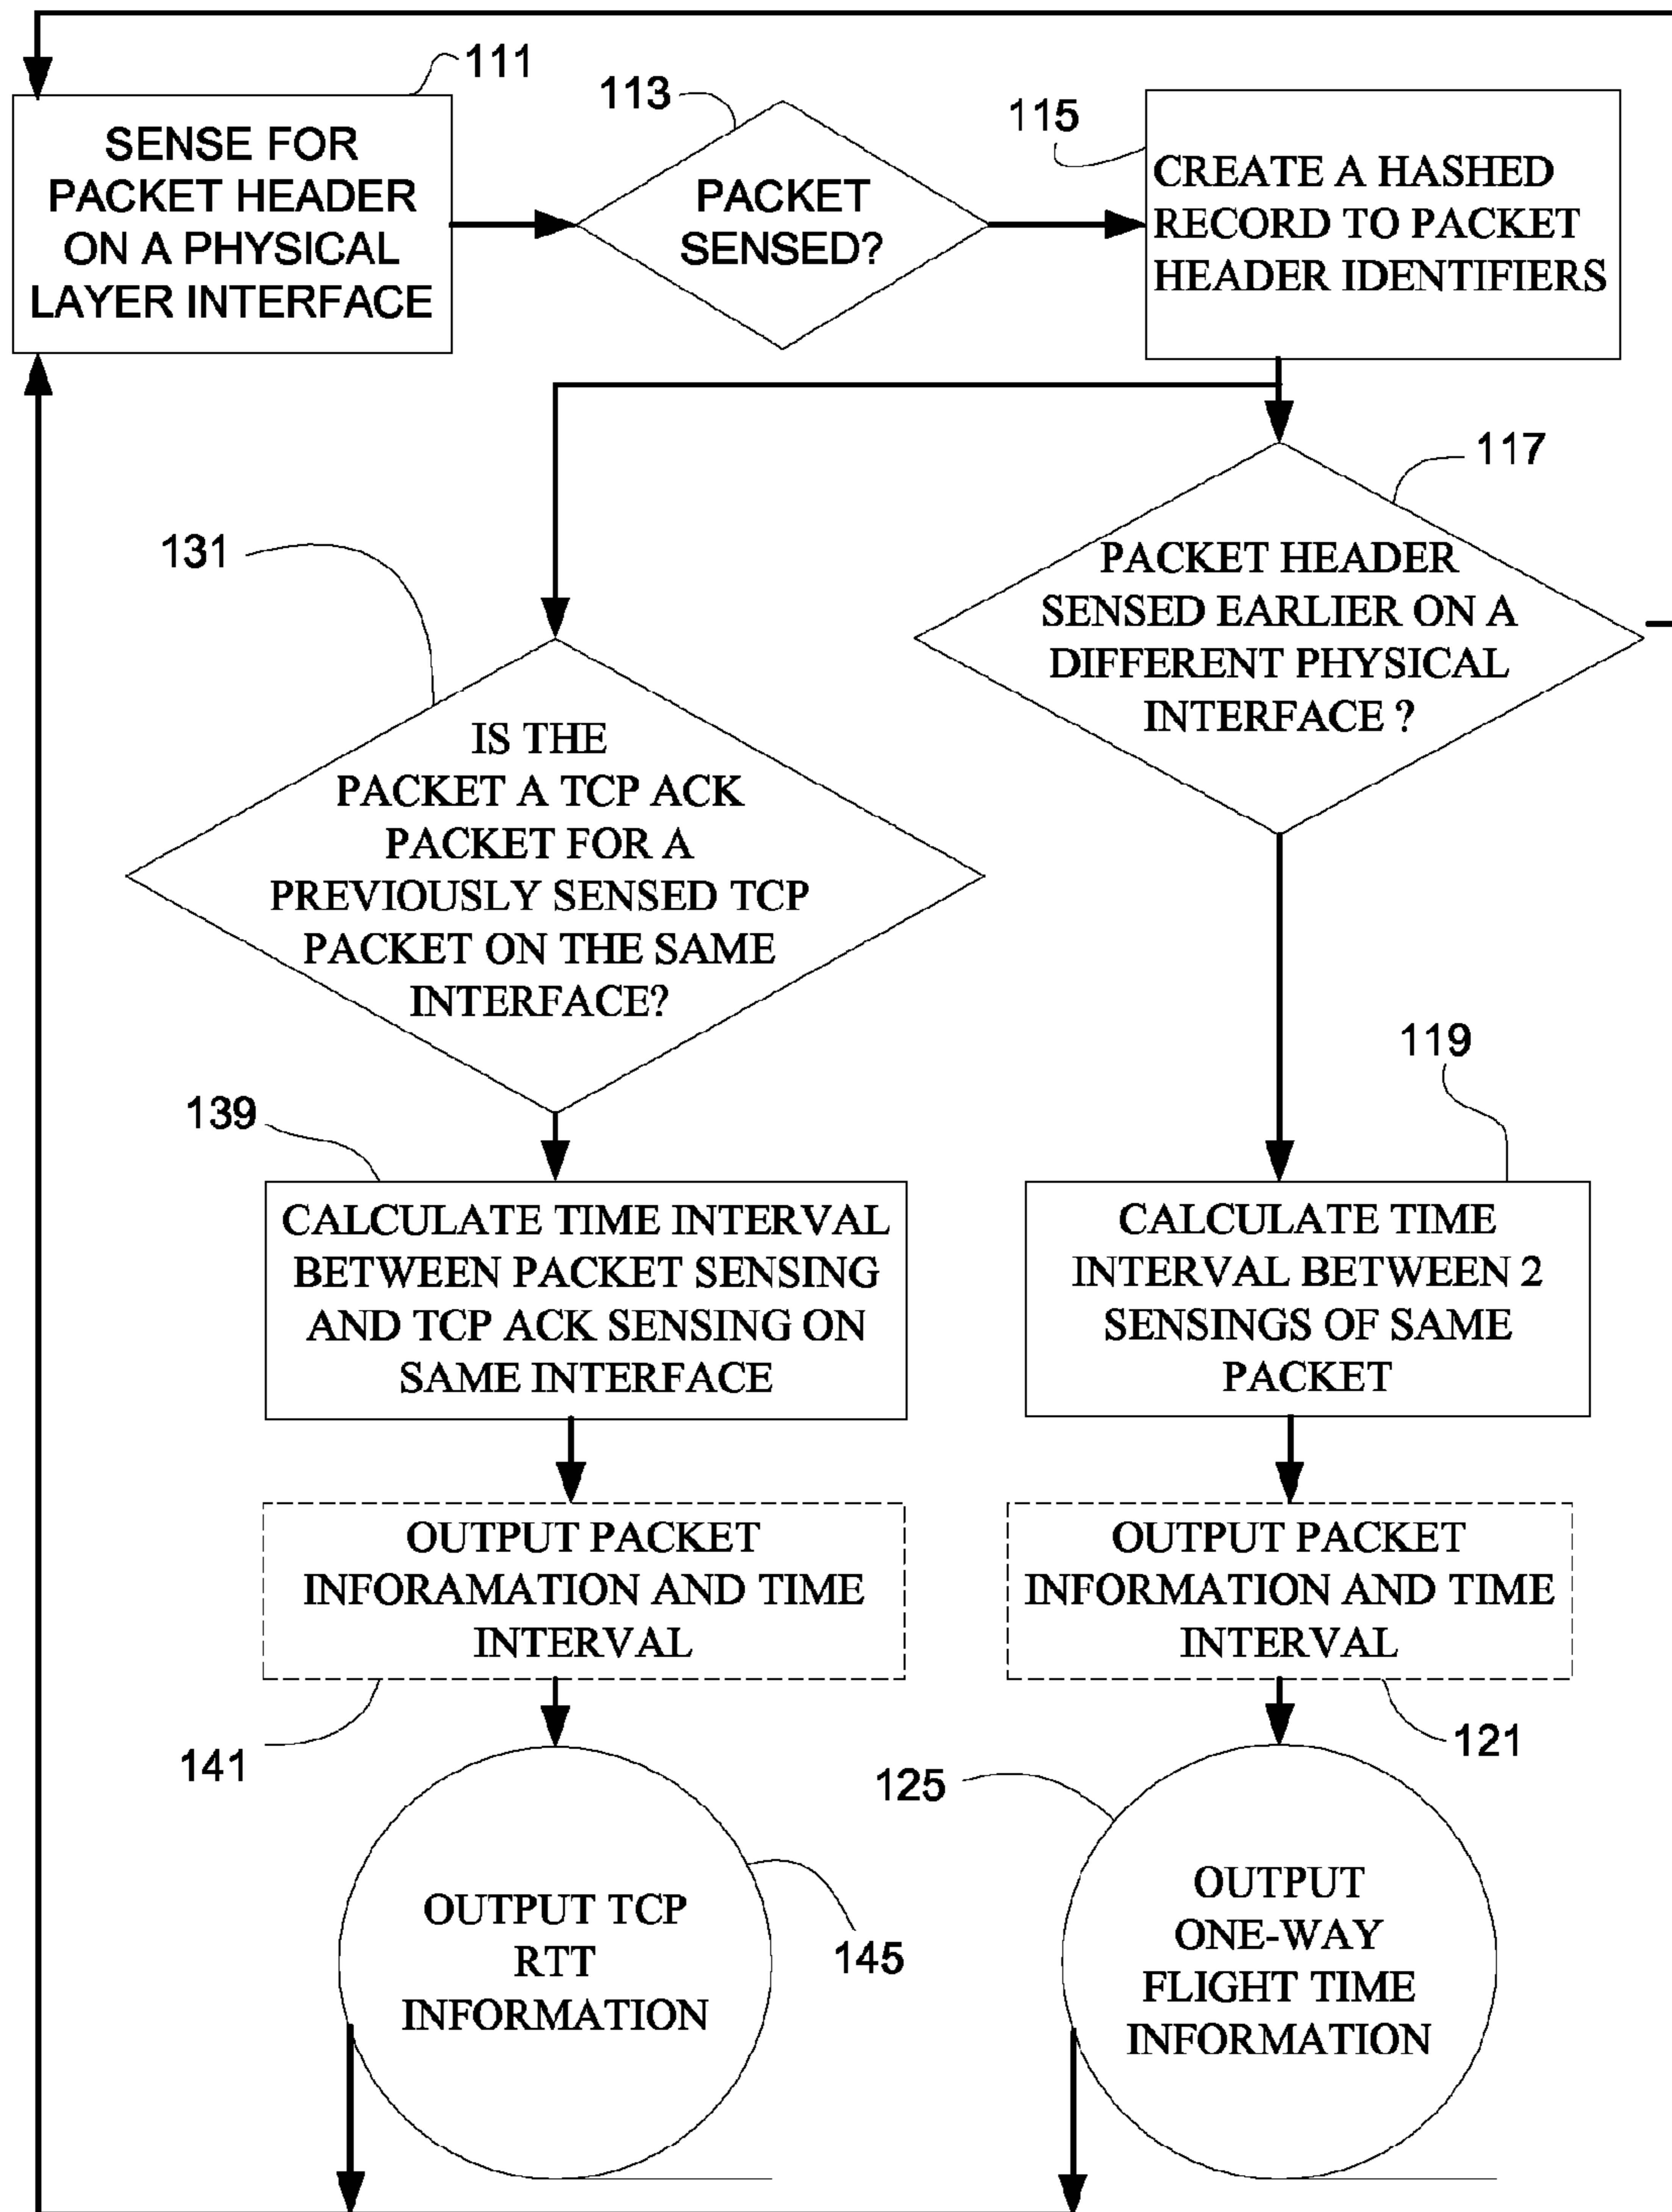 111
SENSE FOR
PACKET HEADER
ON A PHYSICAL
LAYER INTERFACE
113
PACKET
SENSED?
115
CREATE A HASHED
RECORD TO PACKET
HEADER IDENTIFIERS
117
PACKET HEADER
SENSED EARLIER ON A
DIFFERENT PHYSICAL
INTERFACE ?
131
IS THE
PACKET A TCP ACK
PACKET FOR A
PREVIOUSLY SENSED TCP
PACKET ON THE SAME
INTERFACE?
139
CALCULATE TIME INTERVAL
BETWEEN PACKET SENSING
AND TCP ACK SENSING ON
SAME INTERFACE
119
CALCULATE TIME
INTERVAL BETWEEN 2
SENSINGS OF SAME
PACKET
OUTPUT PACKET
INFORAMATION AND TIME
INTERVAL
141
OUTPUT PACKET
INFORMATION AND TIME
INTERVAL
121
OUTPUT TCP
RTT
INFORMATION
145
125
OUTPUT
ONE-WAY
FLIGHT TIME
INFORMATION